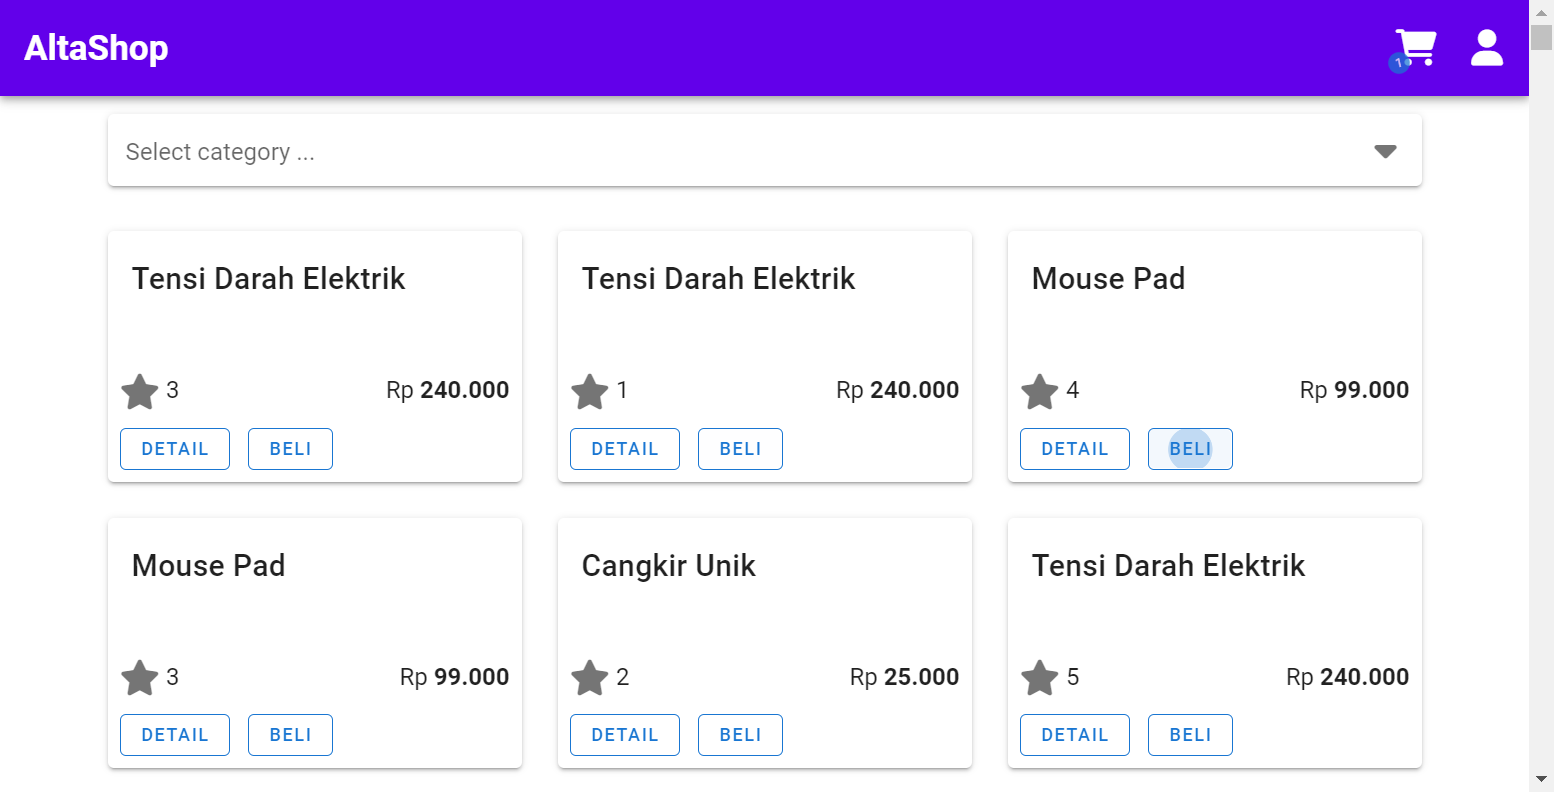 AltaShop
1
Select category ...
Tensi Darah Elektrik
3
Rp 240.000
DETAIL
BELI
Tensi Darah Elektrik
1
Rp 240.000
DETAIL
BELI
Mouse Pad
4
Rp 99.000
DETAIL
BELI
Mouse Pad
3
Rp 99.000
DETAIL
BELI
Cangkir Unik
2
Rp 25.000
DETAIL
BELI
Tensi Darah Elektrik
5
Rp 240.000
DETAIL
BELI